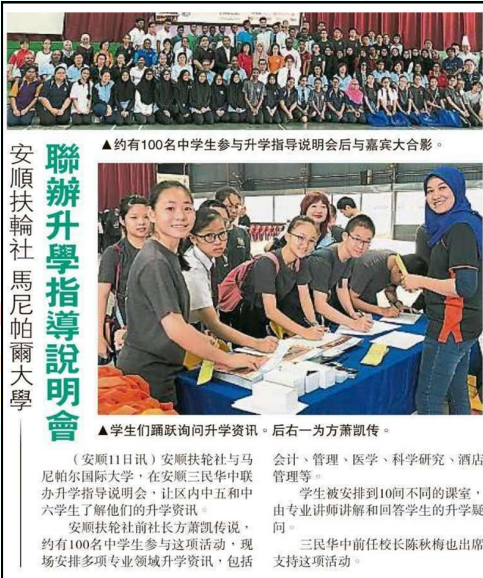 ▲约有100名中学生参与升学指导说明会后与嘉宾大合影。
聯辦升學指導說明會
安順扶輪社 馬尼帕爾大學
▲学生们踊跃询问升学资讯。后右一为方萧凯传。
（安顺11日讯）安顺扶轮社与马
尼帕尔国际大学，在安顺三民华中联
办升学指导说明会，让区内中五和中
六学生了解他们的升学资讯。
安顺扶轮社前社长方萧凯传说，
约有100名中学生参与这项活动，现
场安排多项专业领域升学资讯，包括
会计、管理、医学、科学研究、酒店
管理等。
学生被安排到10间不同的课室，
由专业讲师讲解和回答学生的升学疑
问。
三民华中前任校长陈秋梅也出席
支持这项活动。